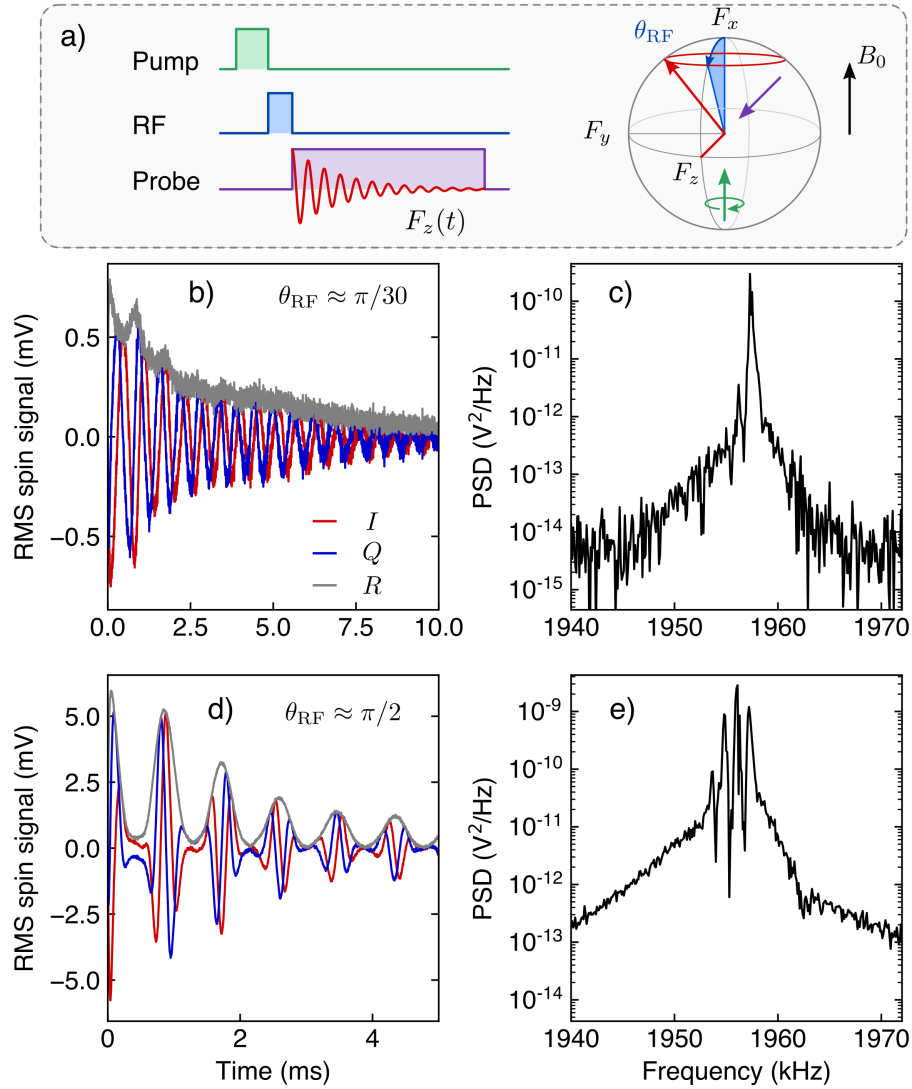 a)
Pump
RF
Probe
F_z(t)
θ_RF
F_x
B_0
F_y
F_z
b)
θ_RF ≈ π/30
RMS spin signal (mV)
0.5
0.0
−0.5
I
Q
R
0.0 2.5 5.0 7.5 10.0
c)
PSD (V²/Hz)
10⁻¹⁰
10⁻¹¹
10⁻¹²
10⁻¹³
10⁻¹⁴
10⁻¹⁵
1940 1950 1960 1970
d)
θ_RF ≈ π/2
RMS spin signal (mV)
5.0
2.5
0.0
−2.5
−5.0
0 2 4
Time (ms)
e)
PSD (V²/Hz)
10⁻⁹
10⁻¹⁰
10⁻¹¹
10⁻¹²
10⁻¹³
10⁻¹⁴
1940 1950 1960 1970
Frequency (kHz)